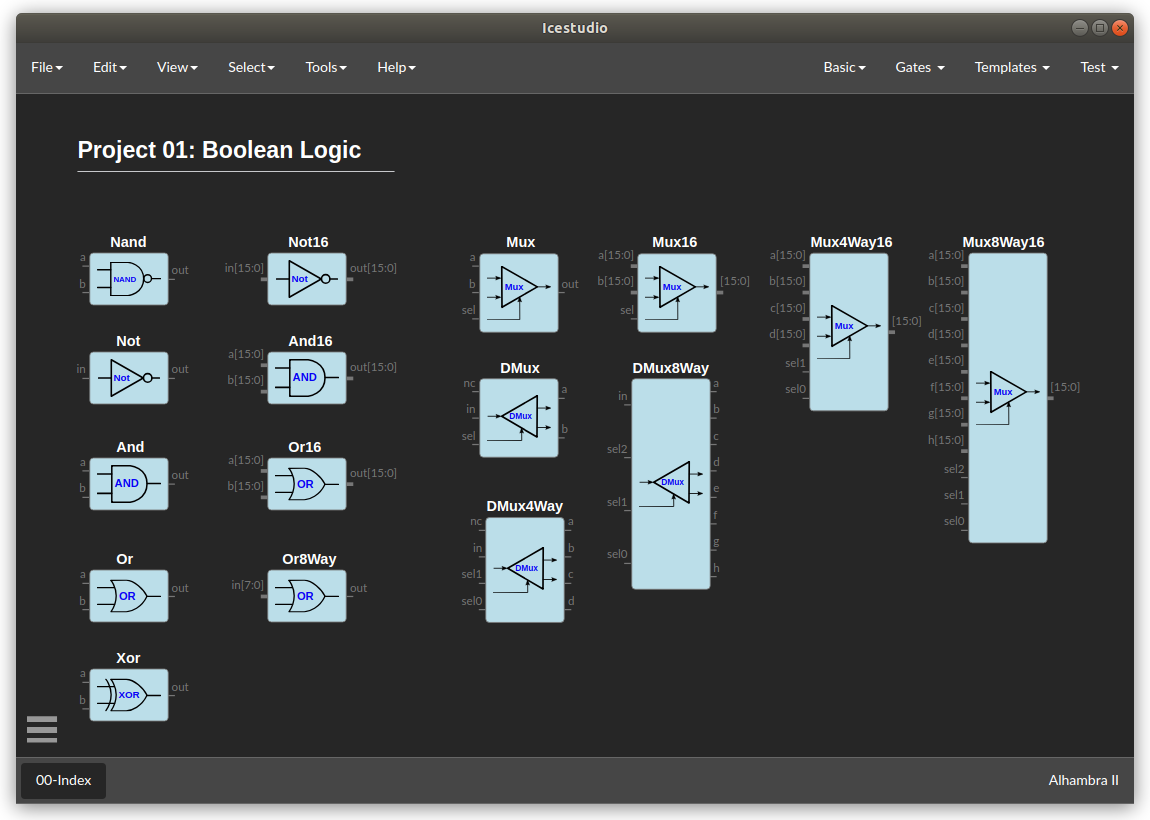 Icestudio
File Edit View Select Tools Help Basic Gates Templates Test
Project 01: Boolean Logic
Nand
a
b
NAND
out
Not16
in[15:0]
Not
out[15:0]
Mux
a
b
sel
Mux
out
Mux16
a[15:0]
b[15:0]
sel
Mux
[15:0]
Mux4Way16
a[15:0]
b[15:0]
c[15:0]
d[15:0]
sel1
sel0
Mux
[15:0]
Mux8Way16
a[15:0]
b[15:0]
c[15:0]
d[15:0]
e[15:0]
f[15:0]
g[15:0]
h[15:0]
sel2
sel1
sel0
Mux
[15:0]
Not
in
Not
out
And16
a[15:0]
b[15:0]
AND
out[15:0]
DMux
nc
in
sel
DMux
a
b
DMux8Way
in
sel2
sel1
sel0
DMux
a
b
c
d
e
f
g
h
And
a
b
AND
out
Or16
a[15:0]
b[15:0]
OR
out[15:0]
DMux4Way
nc
in
sel1
sel0
DMux
a
b
c
d
Or
a
b
OR
out
Or8Way
in[7:0]
OR
out
Xor
a
b
XOR
out
00-Index
Alhambra II